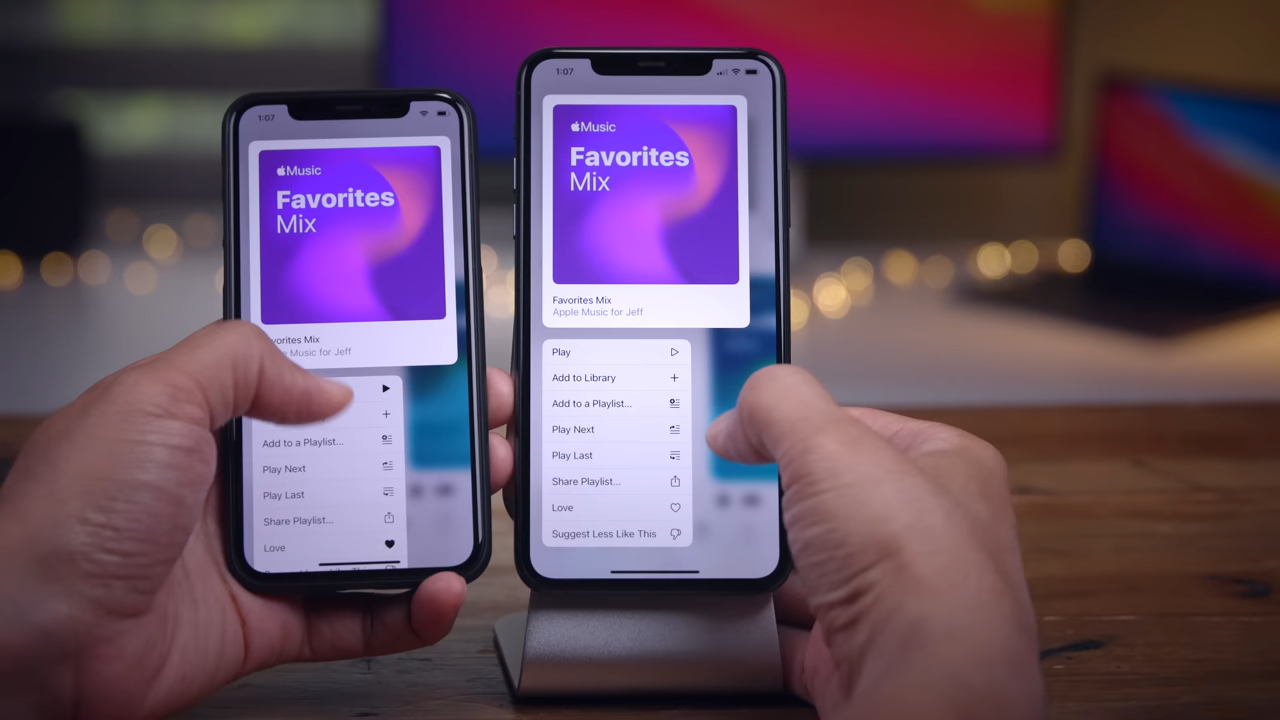 1:07
Music
Favorites
Mix
vorites Mix
Music for Jeff
Add to a Playlist...
Play Next
Play Last
Share Playlist...
Love
1:07
Music
Favorites
Mix
Favorites Mix
Apple Music for Jeff
Play
Add to Library
Add to a Playlist...
Play Next
Play Last
Share Playlist...
Love
Suggest Less Like This